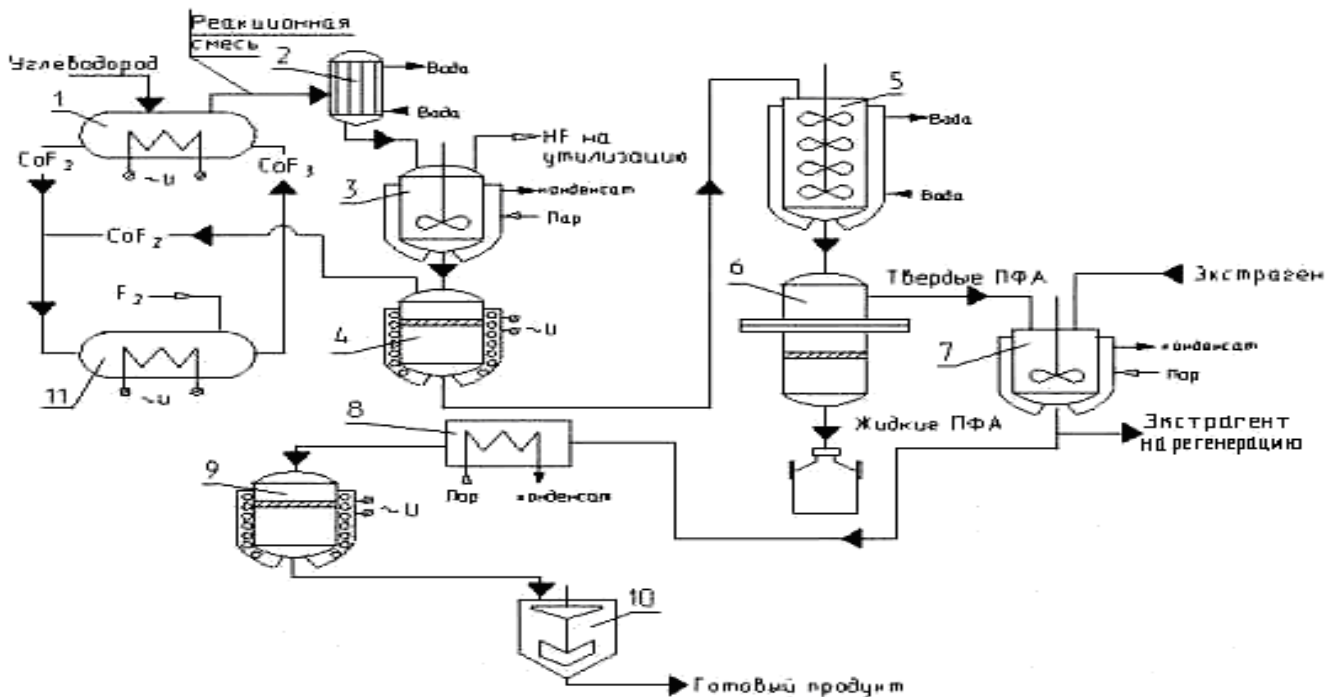 Реакционная
смесь
Углеводород
1
2
Вода
Вода
5
Вода
Вода
HF на
утилизацию
CoF₂
CoF₃
~U
3
конденсат
Пар
CoF₂
F₂
6
Твердые ПФА
Экстраген
4
~U
7
конденсат
Пар
11
~U
8
Жидкие ПФА
Экстрагент
на регенерацию
9
~U
Пар
конденсат
10
Готовый продукт